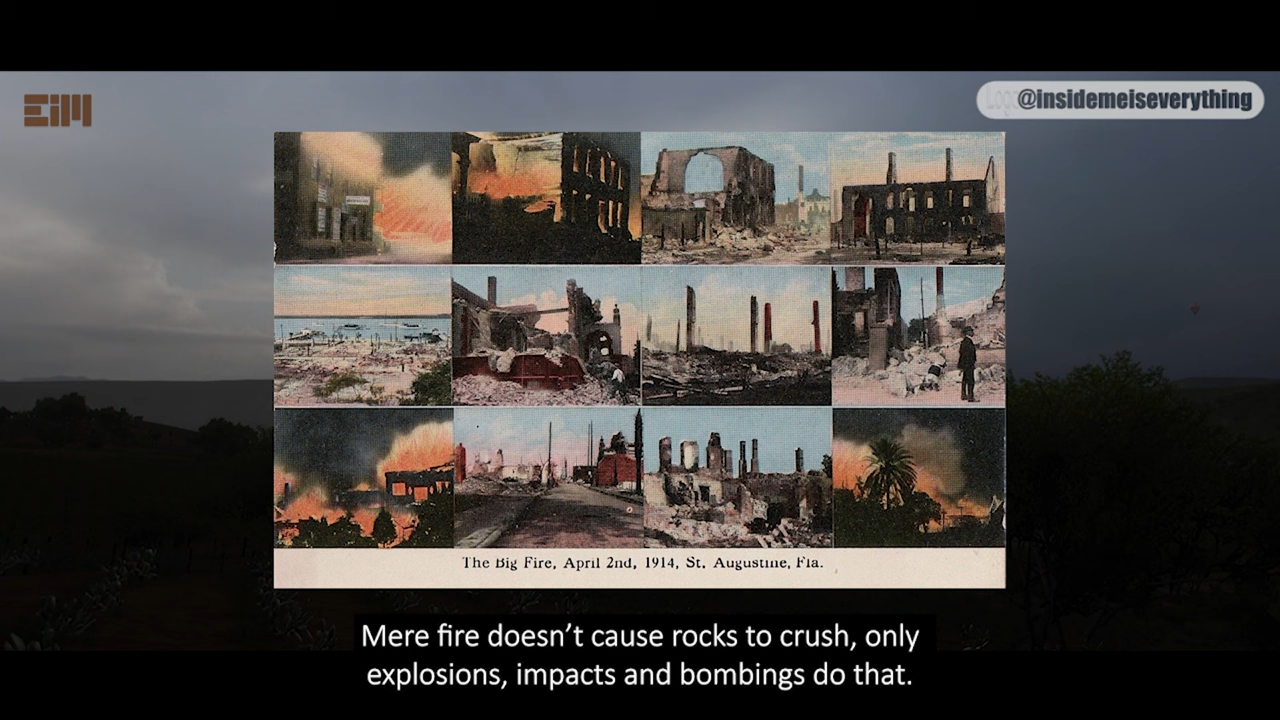 EiM
@insidemeiseverything
The Big Fire, April 2nd, 1914, St. Augustine, Fla.
Mere fire doesn't cause rocks to crush, only
explosions, impacts and bombings do that.